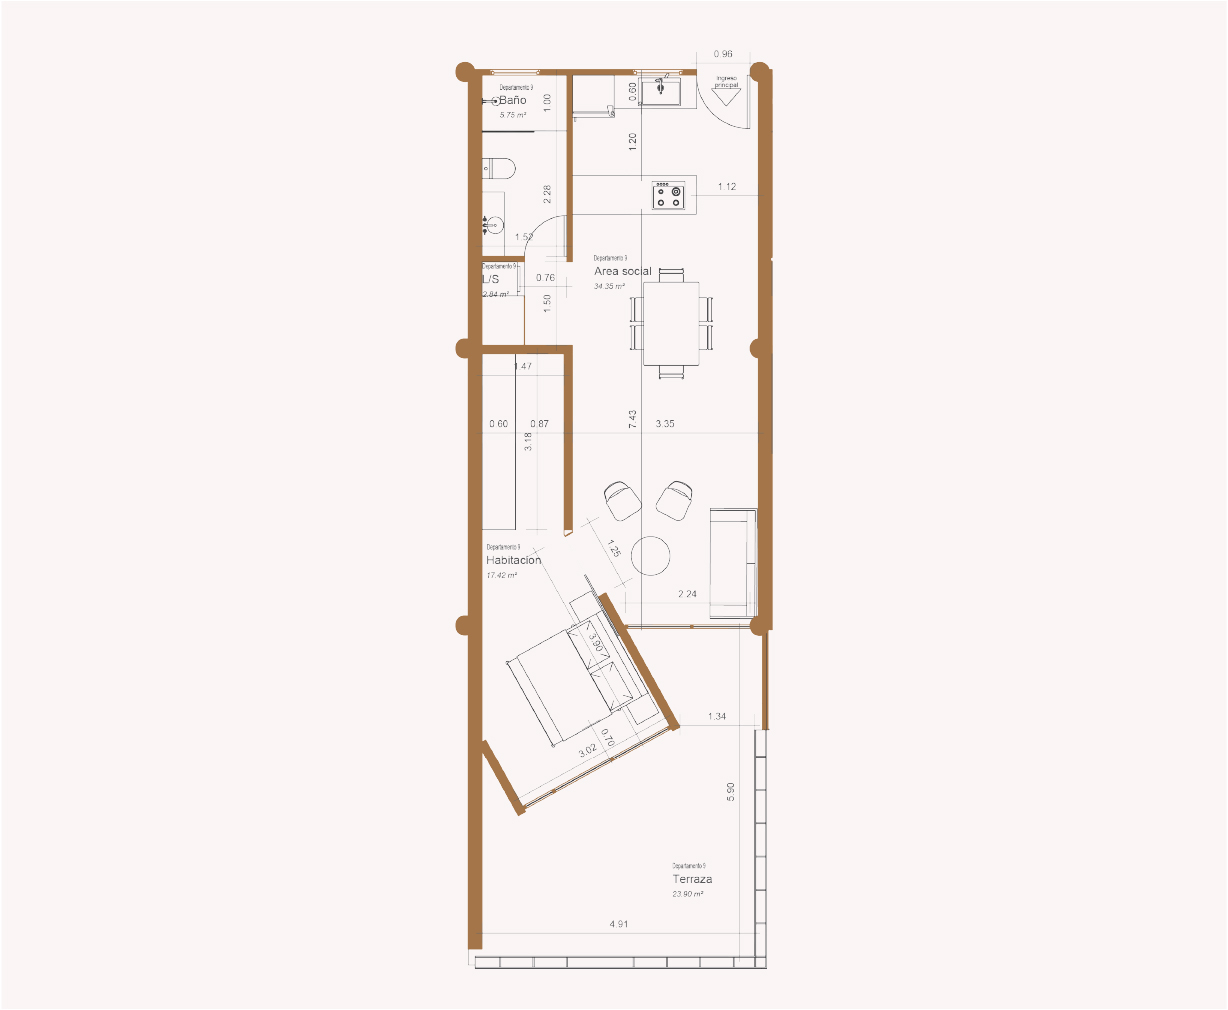 0.96
Ingreso
principal
Departamento 9
Baño
5.75 m²
1.00
0.60
1.20
2.28
1.12
1.52
Departamento 9
L/S
2.84 m²
0.76
1.50
Departamento 9
Area social
34.35 m²
1.47
0.60
0.87
3.18
7.43
3.35
Departamento 9
Habitacion
17.42 m²
1.25
2.24
3.90
0.70
3.02
1.34
5.90
Departamento 9
Terraza
23.90 m²
4.91